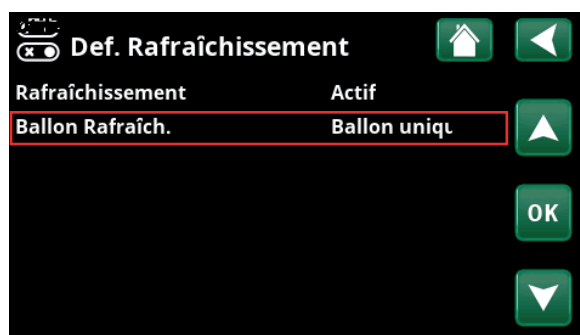 Def. Rafraîchissement
Rafraîchissement Actif
Ballon Rafraîch. Ballon uniqu
OK